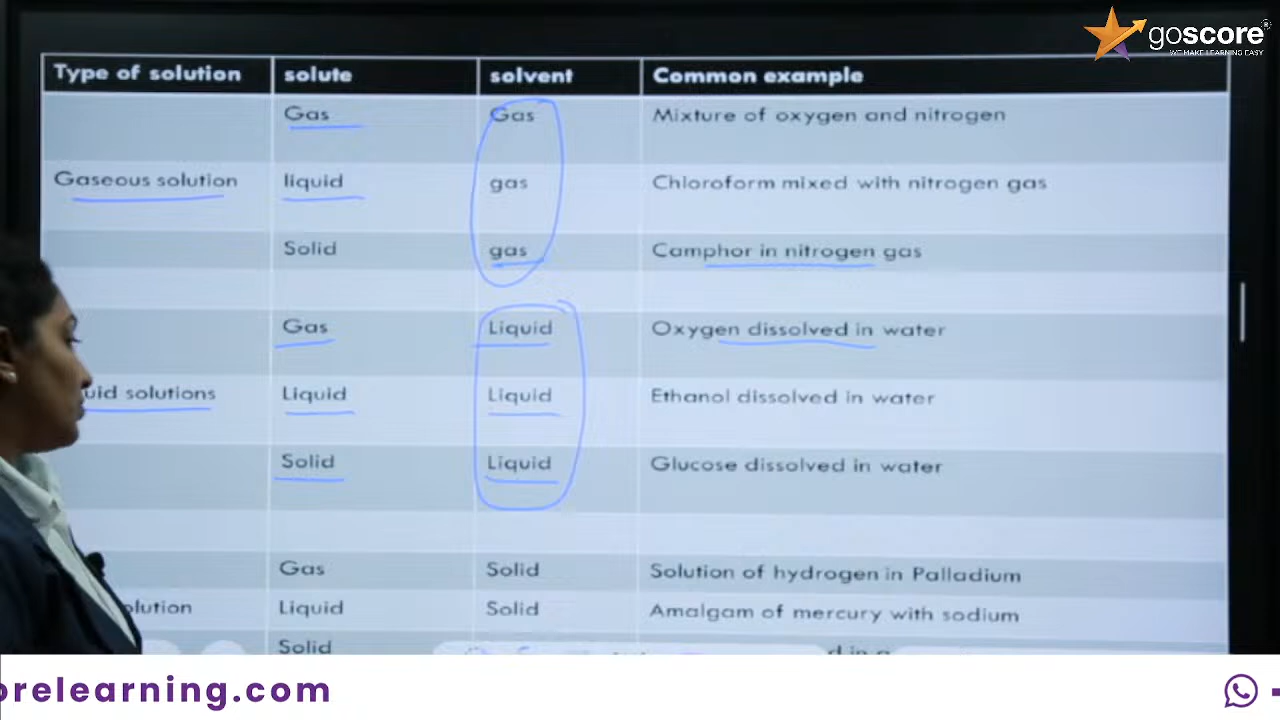 goscore
WE MAKE LEARNING EASY
Type of solution solute solvent Common example
Gas Gas Mixture of oxygen and nitrogen
Gaseous solution liquid gas Chloroform mixed with nitrogen gas
Solid gas Camphor in nitrogen gas
Gas Liquid Oxygen dissolved in water
uid solutions Liquid Liquid Ethanol dissolved in water
Solid Liquid Glucose dissolved in water
Gas Solid Solution of hydrogen in Palladium
olution Liquid Solid Amalgam of mercury with sodium
Solid
orelearning.com